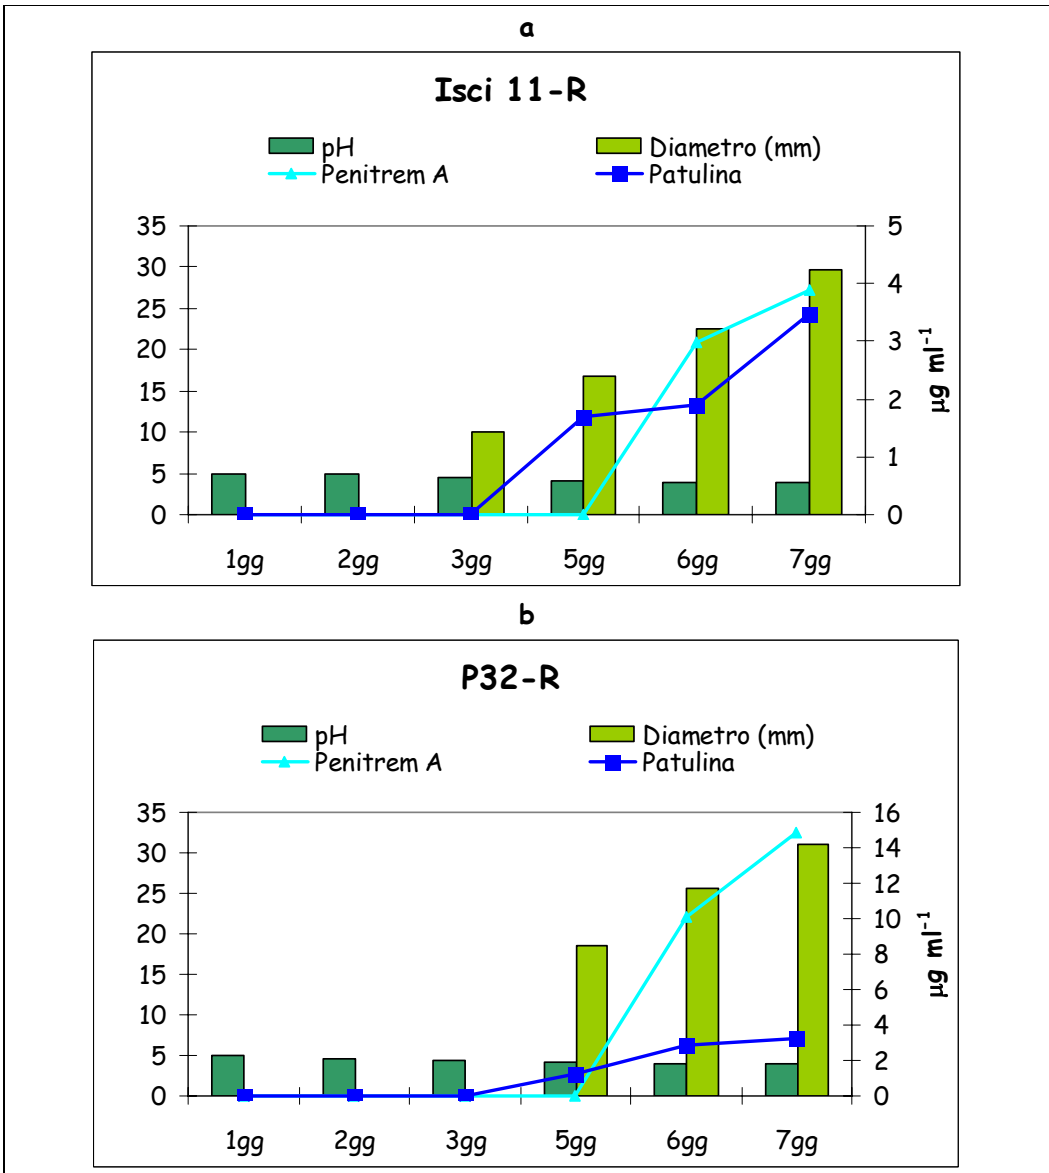 a
Isci 11-R
pH Diametro (mm)
Penitrem A Patulina
35 5
30
25 4
20 3
15 2
10
5 1
0 0
µg ml⁻¹
1gg 2gg 3gg 5gg 6gg 7gg
b
P32-R
pH Diametro (mm)
Penitrem A Patulina
35 16
30 14
25 12
20 10
15 8
10 6
5 4
2
0 0
µg ml⁻¹
1gg 2gg 3gg 5gg 6gg 7gg